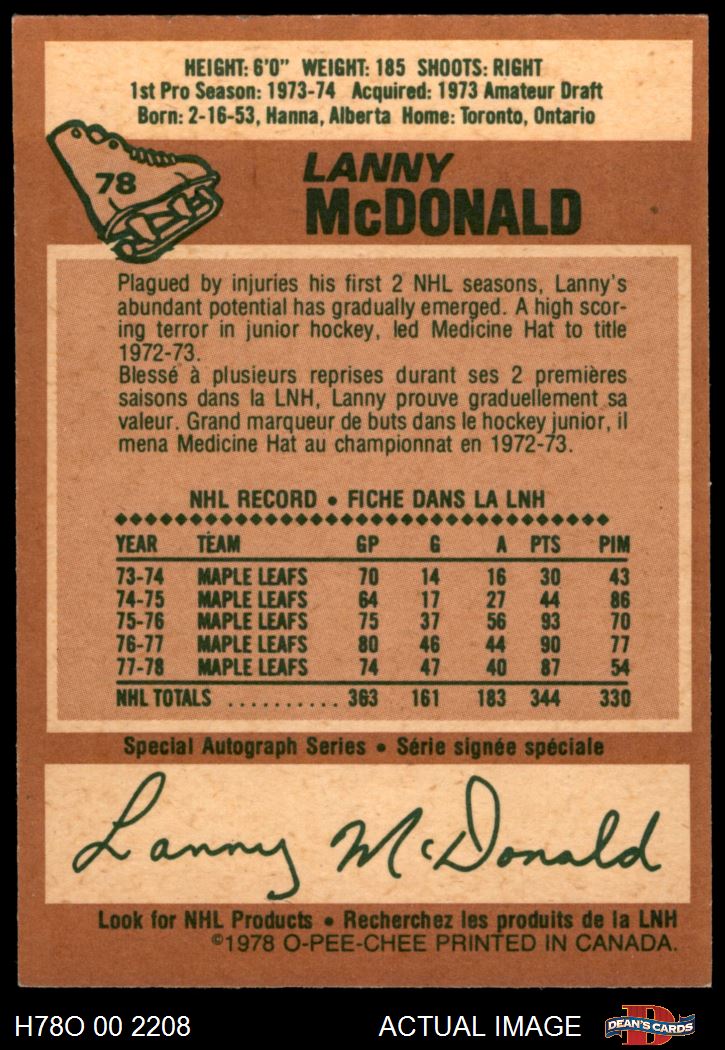 HEIGHT: 6'0" WEIGHT: 185 SHOOTS: RIGHT
1st Pro Season: 1973-74 Acquired: 1973 Amateur Draft
Born: 2-16-53, Hanna, Alberta Home: Toronto, Ontario
78
LANNY
McDONALD
Plagued by injuries his first 2 NHL seasons, Lanny's
abundant potential has gradually emerged. A high scor-
ing terror in junior hockey, led Medicine Hat to title
1972-73.
Blessé à plusieurs reprises durant ses 2 premières
saisons dans la LNH, Lanny prouve graduellement sa
valeur. Grand marqueur de buts dans le hockey junior, il
mena Medicine Hat au championnat en 1972-73.
NHL RECORD • FICHE DANS LA LNH
YEAR TEAM GP G A PTS PIM
73-74 MAPLE LEAFS 70 14 16 30 43
74-75 MAPLE LEAFS 64 17 27 44 86
75-76 MAPLE LEAFS 75 37 56 93 70
76-77 MAPLE LEAFS 80 46 44 90 77
77-78 MAPLE LEAFS 74 47 40 87 54
NHL TOTALS .......... 363 161 183 344 330
Special Autograph Series • Série signée spéciale
Lanny McDonald
Look for NHL Products • Recherchez les produits de la LNH
©1978 O-PEE-CHEE PRINTED IN CANADA.
H78O 00 2208 ACTUAL IMAGE DEAN'S CARDS